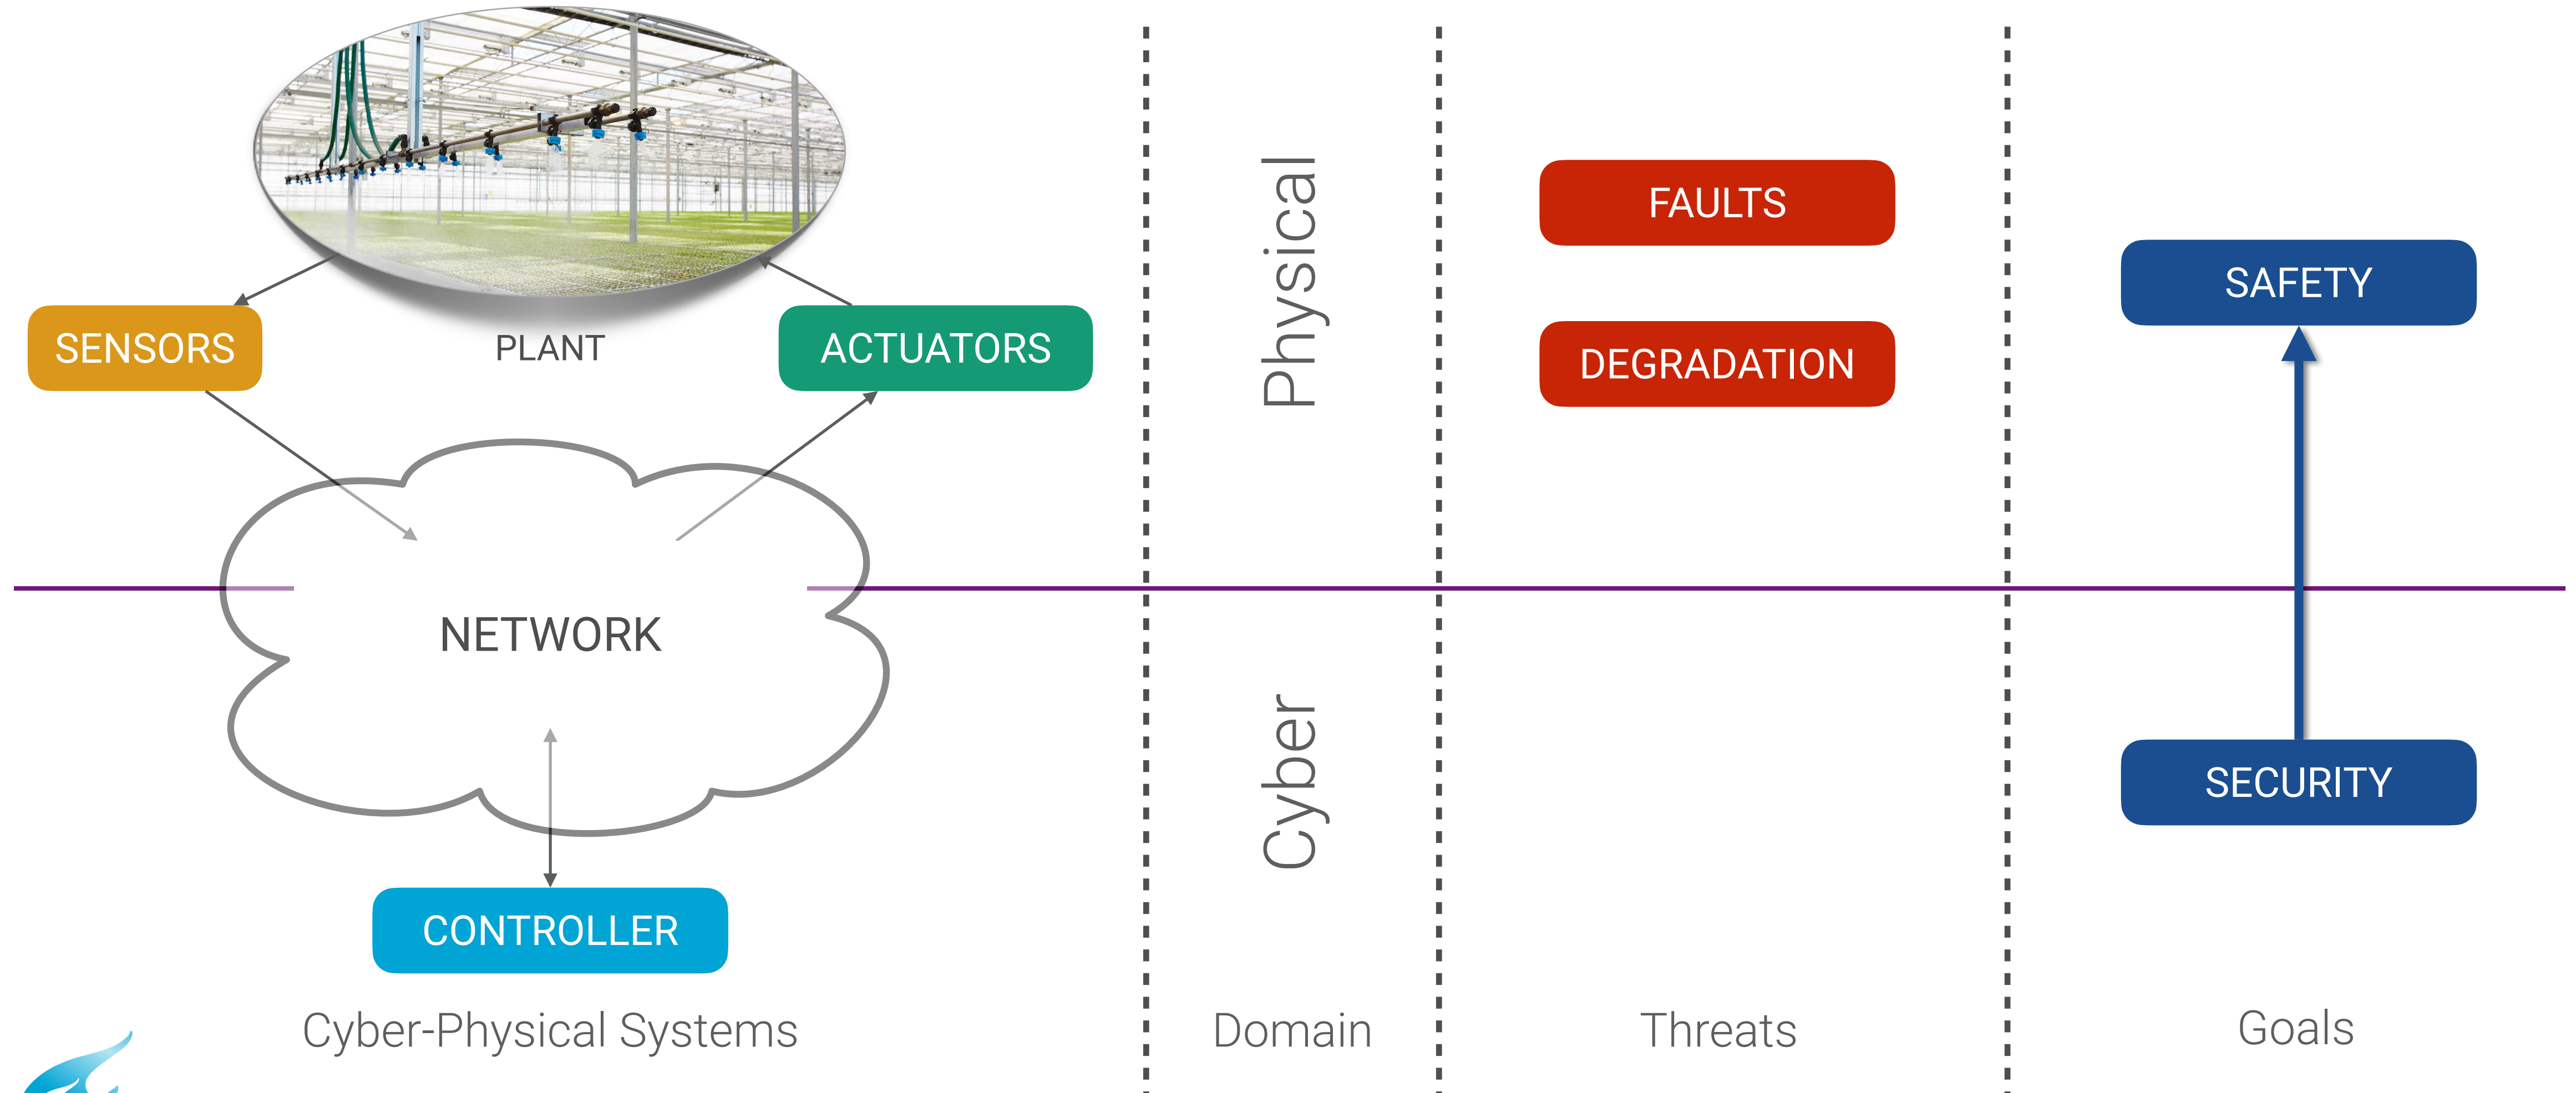 SENSORS
PLANT
ACTUATORS
NETWORK
CONTROLLER
Cyber-Physical Systems
Physical
Cyber
Domain
FAULTS
DEGRADATION
Threats
SAFETY
SECURITY
Goals